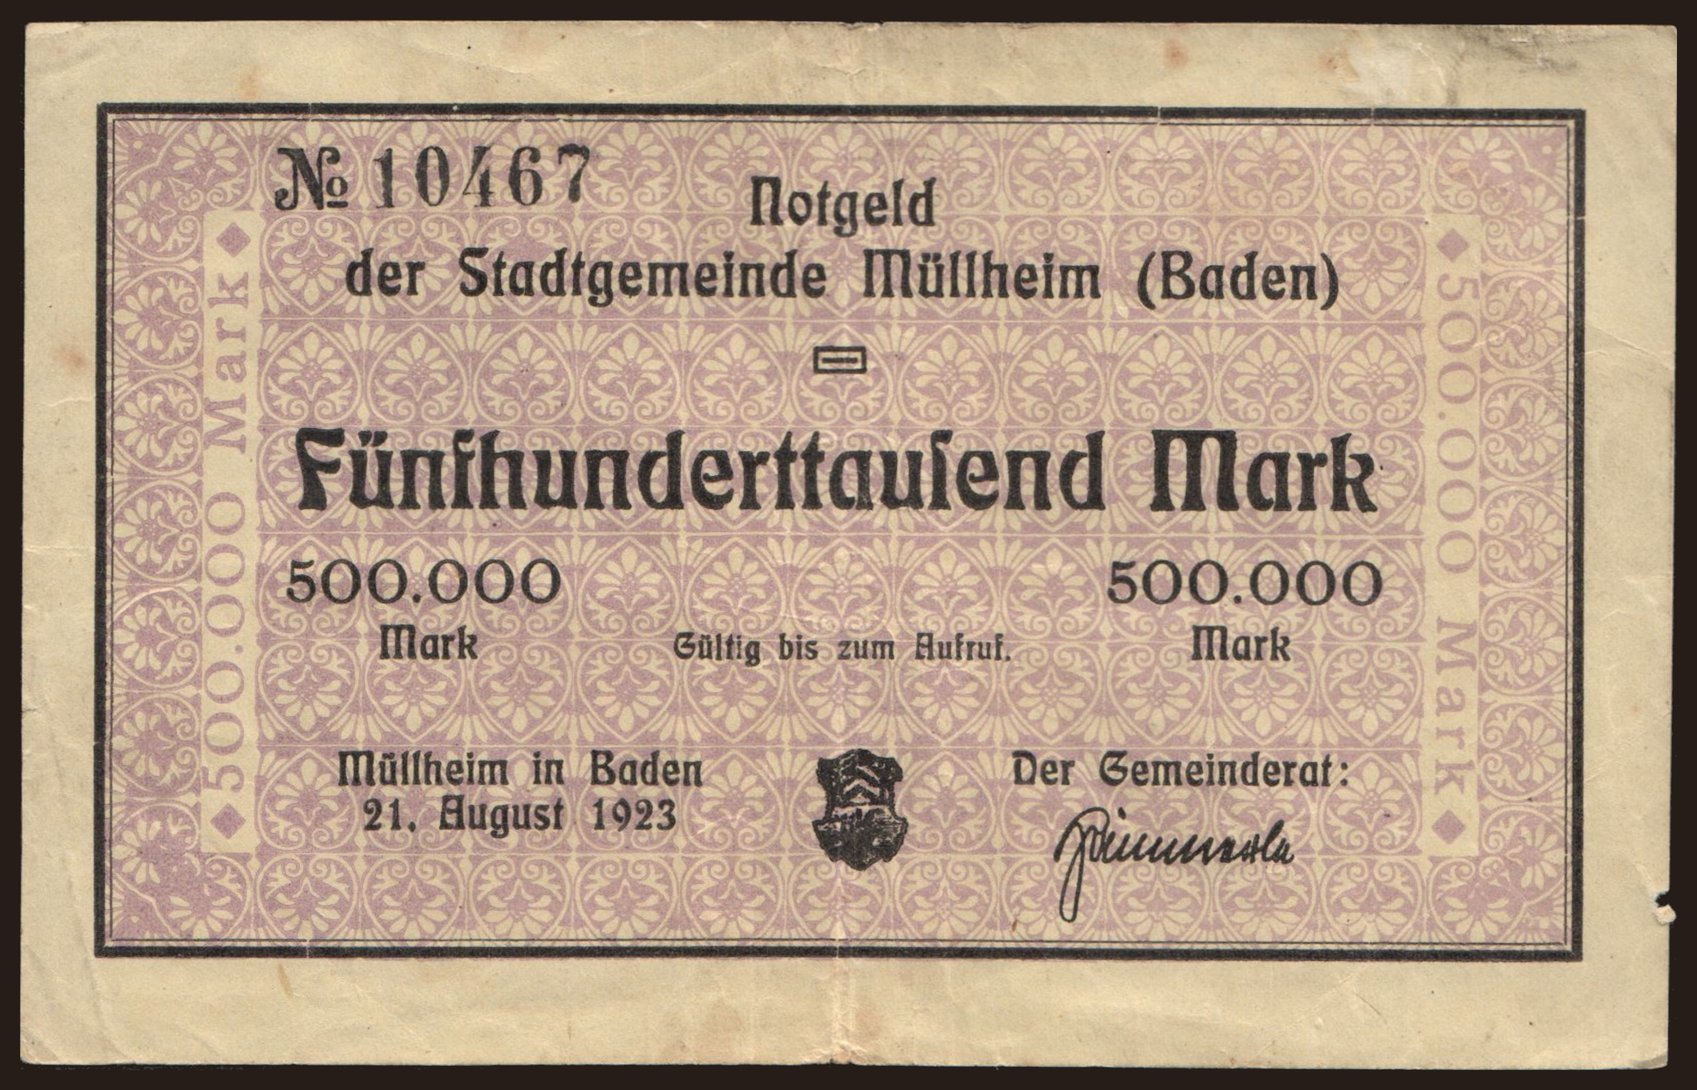 № 10467
Notgeld
der Stadtgemeinde Müllheim (Baden)
Fünfhunderttauſend Mark
500.000
Mark
500.000
Mark
Gültig bis zum Aufruf.
Müllheim in Baden
21. August 1923
Der Gemeinderat:
500.000 Mark
500.000 Mark